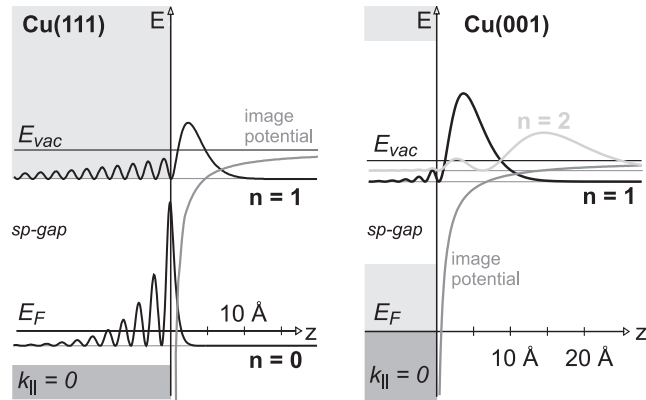 Cu(111)
E
image
potential
E_vac
n = 1
sp-gap
E_F
10 Å
z
n = 0
k_|| = 0
E
Cu(001)
n = 2
E_vac
n = 1
sp-gap
image
potential
E_F
z
10 Å
20 Å
k_|| = 0